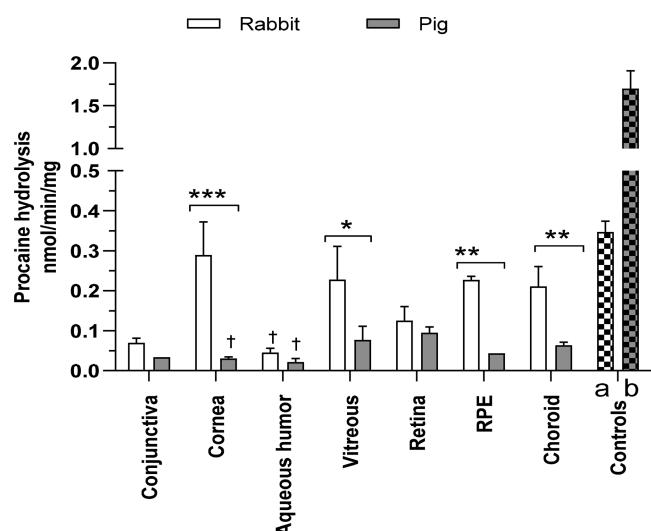 Rabbit Pig
Procaine hydrolysis
nmol/min/mg
2.0
1.5
1.0
0.5
0.4
0.3
0.2
0.1
0.0
***
†
†
†
*
**
**
a b
Conjunctiva
Cornea
Aqueous humor
Vitreous
Retina
RPE
Choroid
Controls